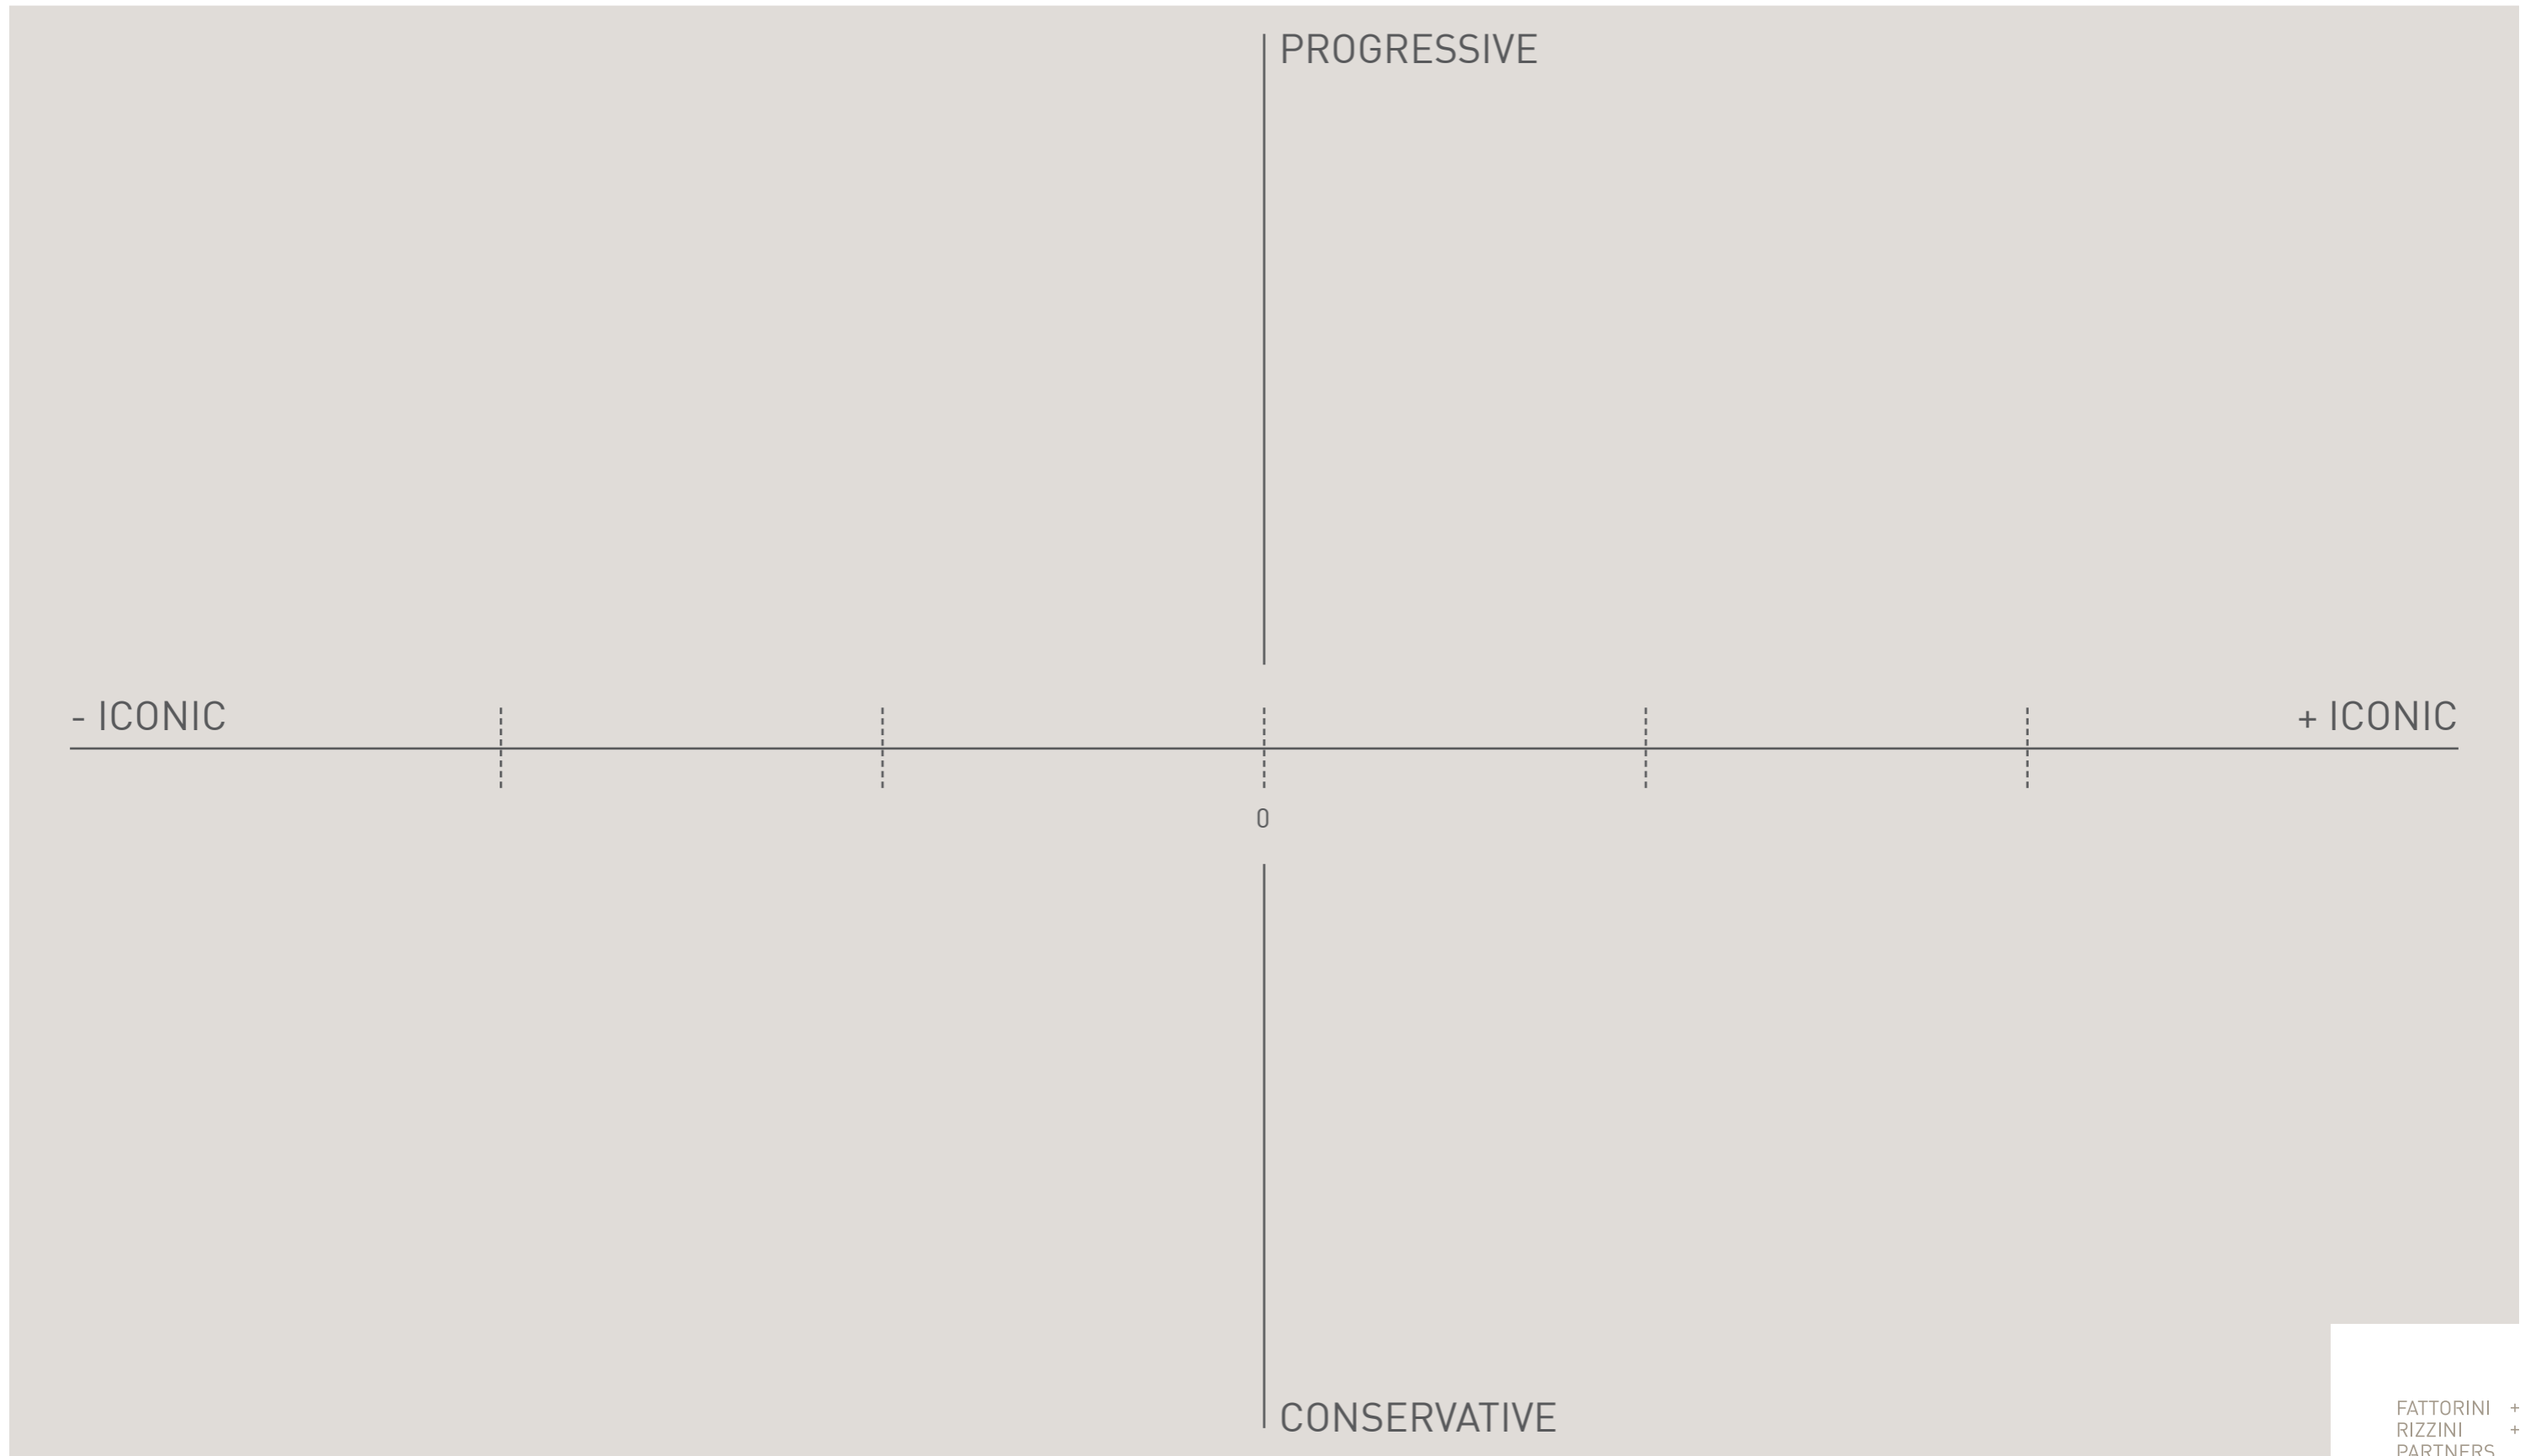 PROGRESSIVE
- ICONIC
+ ICONIC
0
CONSERVATIVE
FATTORINI +
RIZZINI +
PARTNERS